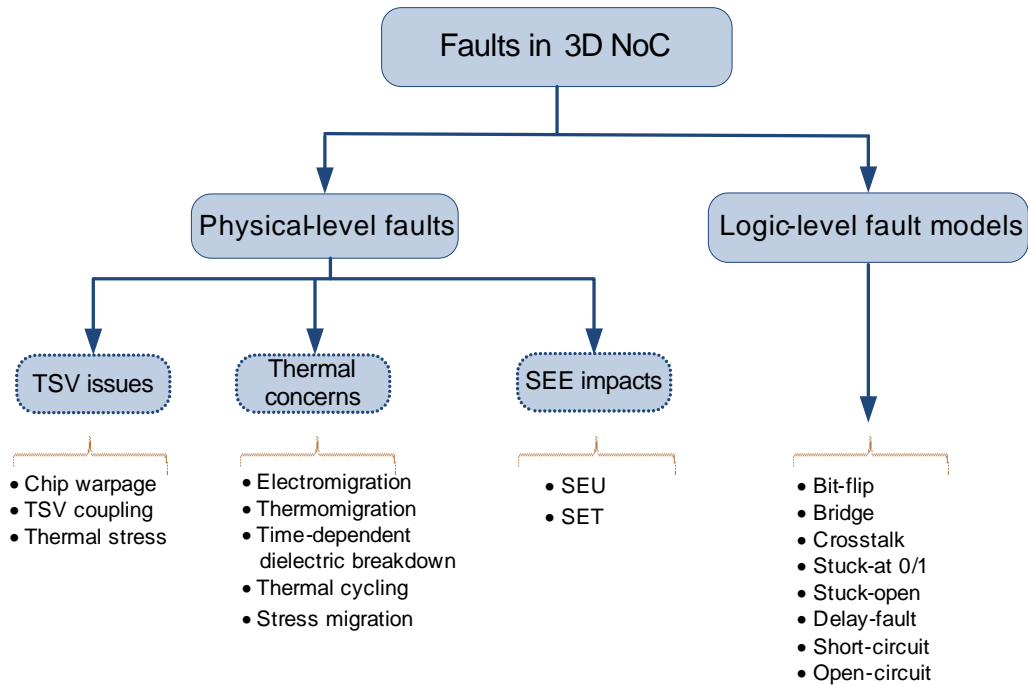 Faults in 3D NoC
Physical-level faults
Logic-level fault models
TSV issues
Thermal
concerns
SEE impacts
• Chip warpage
• TSV coupling
• Thermal stress
• Electromigration
• Thermomigration
• Time-dependent
dielectric breakdown
• Thermal cycling
• Stress migration
• SEU
• SET
• Bit-flip
• Bridge
• Crosstalk
• Stuck-at 0/1
• Stuck-open
• Delay-fault
• Short-circuit
• Open-circuit